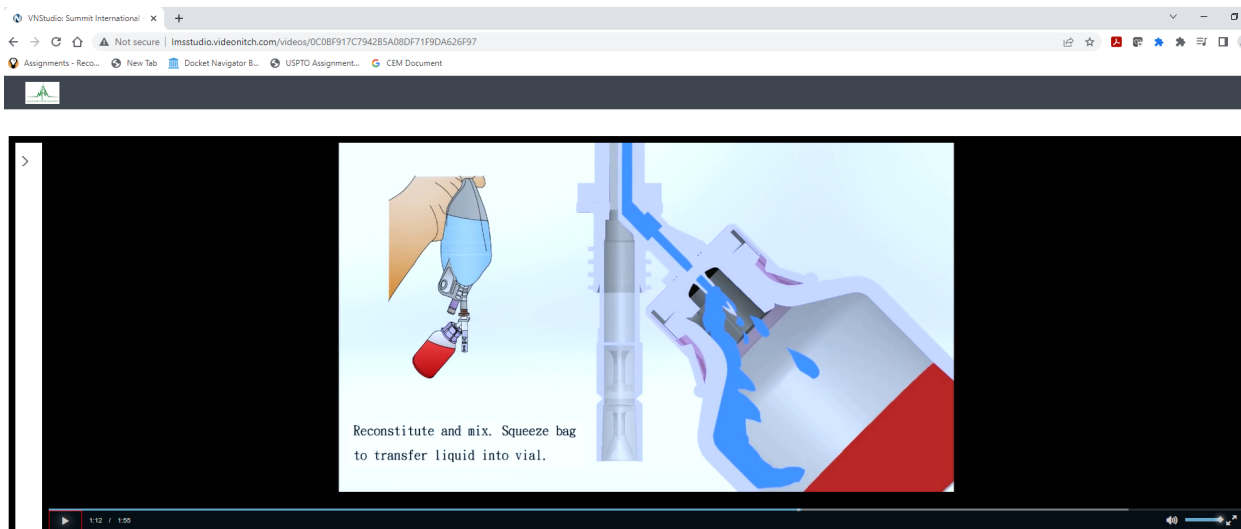 VNStudio: Summit International
Not secure | lmsstudio.videonitch.com/videos/0C0BF917C7942B5A08DF71F9DA626F97
Assignments - Reco... New Tab Docket Navigator B... USPTO Assignment... CEM Document
Reconstitute and mix. Squeeze bag
to transfer liquid into vial.
1:12 / 1:55